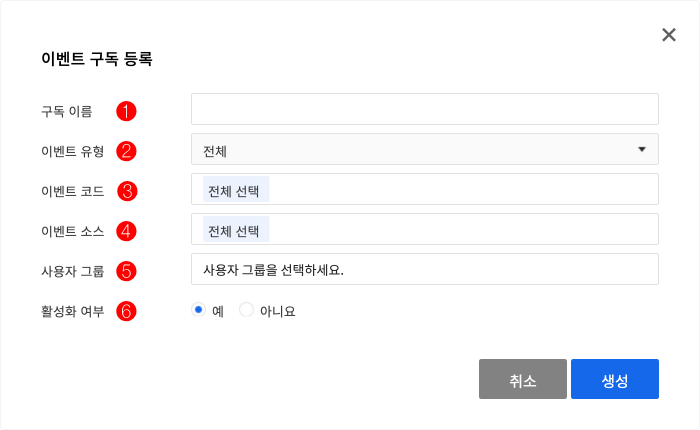 이벤트 구독 등록
구독 이름 1
이벤트 유형 2 전체
이벤트 코드 3 전체 선택
이벤트 소스 4 전체 선택
사용자 그룹 5 사용자 그룹을 선택하세요.
활성화 여부 6 예 아니요
취소 생성